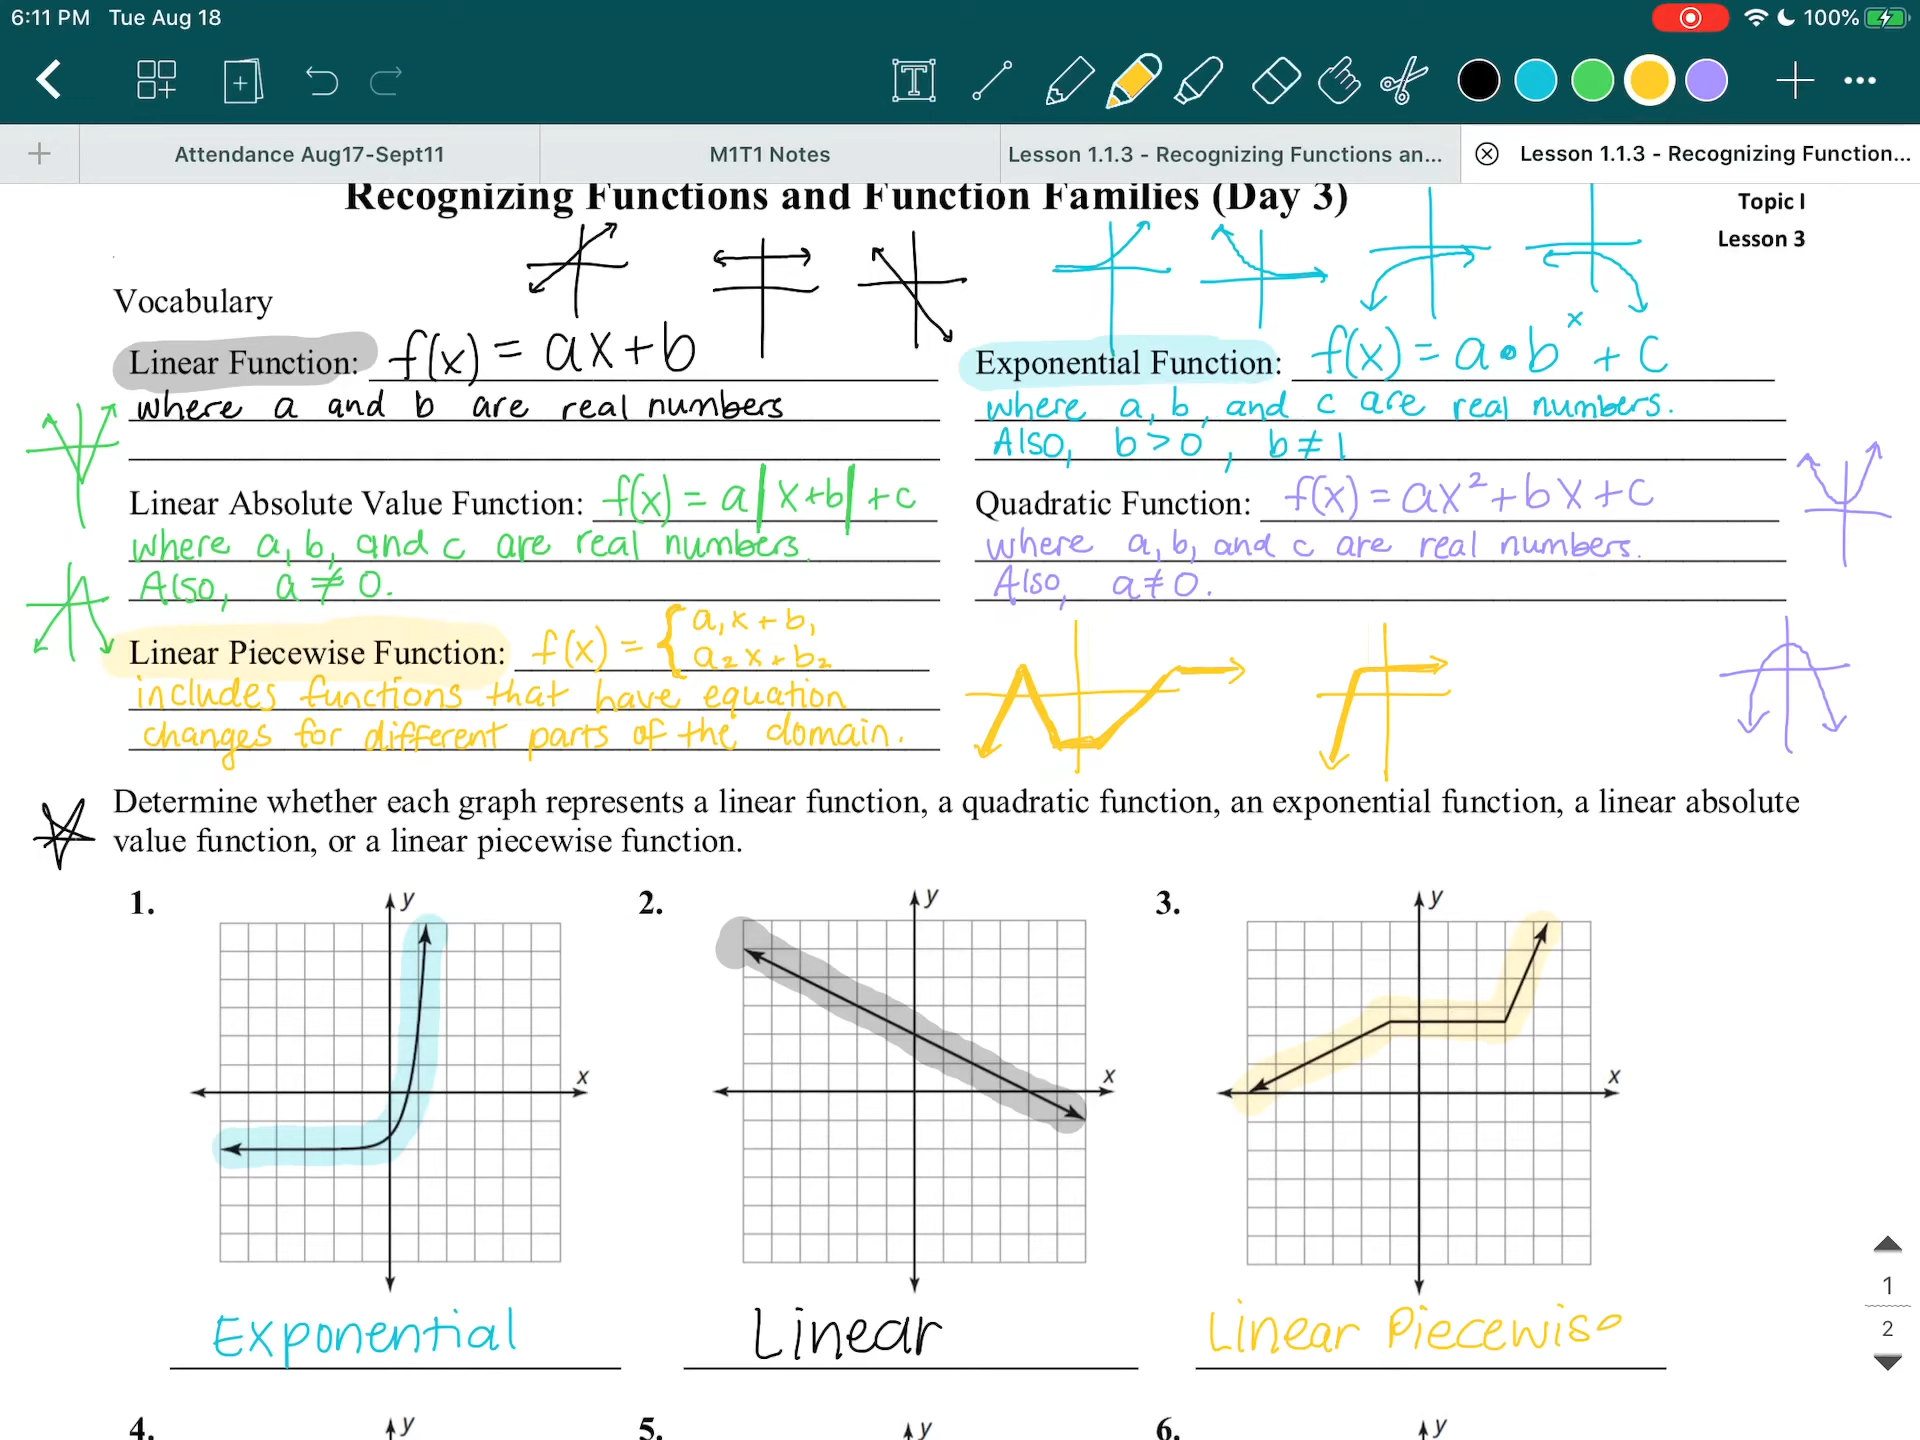 6:11 PM Tue Aug 18 100%
Attendance Aug17-Sept11 M1T1 Notes Lesson 1.1.3 - Recognizing Functions an... Lesson 1.1.3 - Recognizing Function...
Recognizing Functions and Function Families (Day 3)
Topic I
Lesson 3
Vocabulary
Linear Function: f(x) = ax+b
where a and b are real numbers
Exponential Function: f(x) = a•b^x + c
where a, b, and c are real numbers.
Also, b>0, b≠1
Linear Absolute Value Function: f(x) = a|x+b|+c
where a, b, and c are real numbers.
Also, a≠0.
Quadratic Function: f(x) = ax²+bx+c
where a, b, and c are real numbers.
Also, a≠0.
Linear Piecewise Function: f(x) = { a₁x+b₁
a₂x+b₂
includes functions that have equation
changes for different parts of the domain.
Determine whether each graph represents a linear function, a quadratic function, an exponential function, a linear absolute
value function, or a linear piecewise function.
1. y x
2. y x
3. y x
Exponential
Linear
Linear Piecewise
1
2
4. y
5. y
6. y